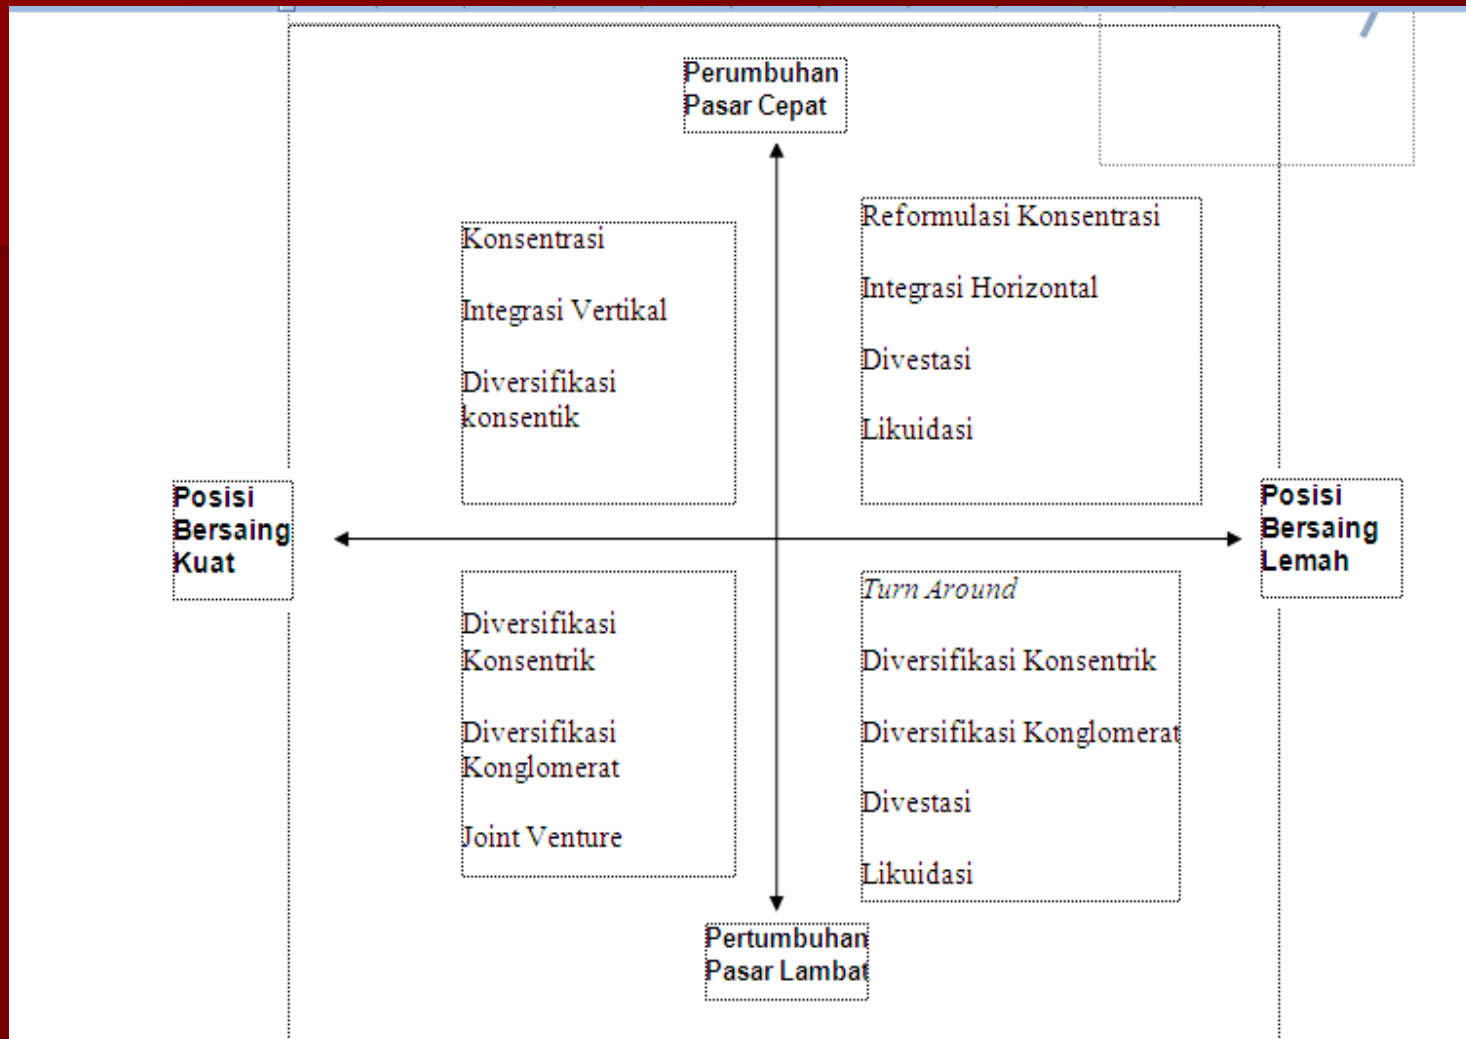 Perumbuhan
Pasar Cepat
Konsentrasi
Integrasi Vertikal
Diversifikasi
konsentik
Reformulasi Konsentrasi
Integrasi Horizontal
Divestasi
Likuidasi
Posisi
Bersaing
Kuat
Posisi
Bersaing
Lemah
Diversifikasi
Konsentrik
Diversifikasi
Konglomerat
Joint Venture
Turn Around
Diversifikasi Konsentrik
Diversifikasi Konglomerat
Divestasi
Likuidasi
Pertumbuhan
Pasar Lambat